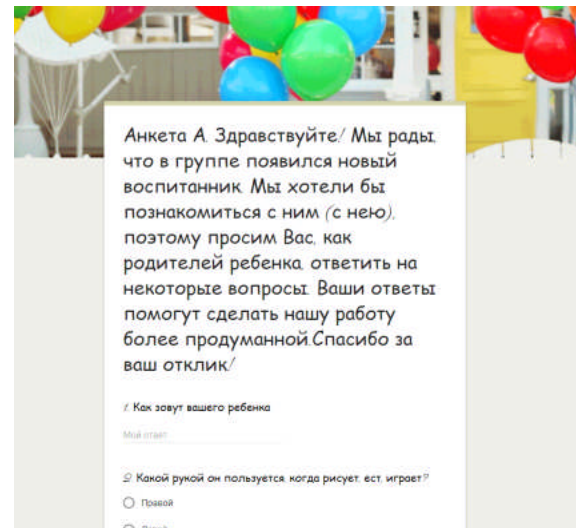 Анкета А. Здравствуйте! Мы рады,
что в группе появился новый
воспитанник. Мы хотели бы
познакомиться с ним (с нею),
поэтому просим Вас, как
родителей ребенка, ответить на
некоторые вопросы. Ваши ответы
помогут сделать нашу работу
более продуманной.Спасибо за
ваш отклик!
1. Как зовут вашего ребенка
Мой ответ
2. Какой рукой он пользуется, когда рисует, ест, играет?
Правой